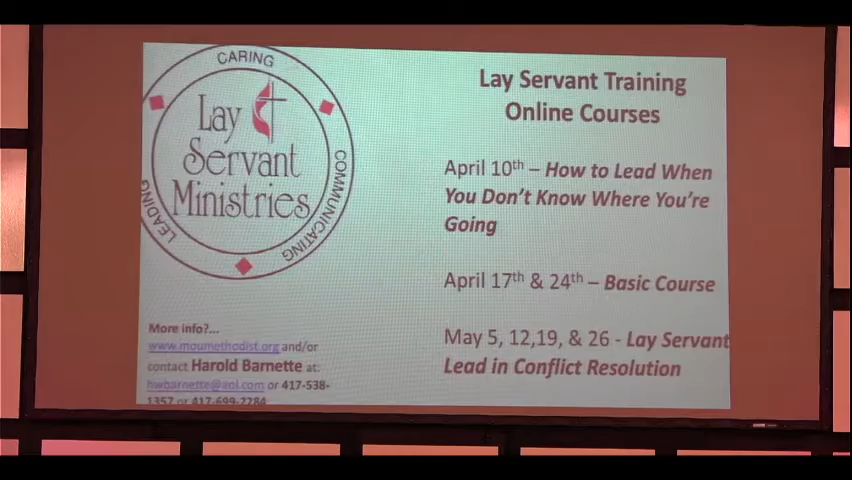 CARING
Lay
Servant
Ministries
LEADING
COMMUNICATING
More info?...
www.moumethodist.org and/or
contact Harold Barnette at:
hwbarnette@aol.com or 417-538-
1357 or 417-699-2284
Lay Servant Training
Online Courses
April 10th – How to Lead When
You Don't Know Where You're
Going
April 17th & 24th – Basic Course
May 5, 12,19, & 26 - Lay Servant
Lead in Conflict Resolution